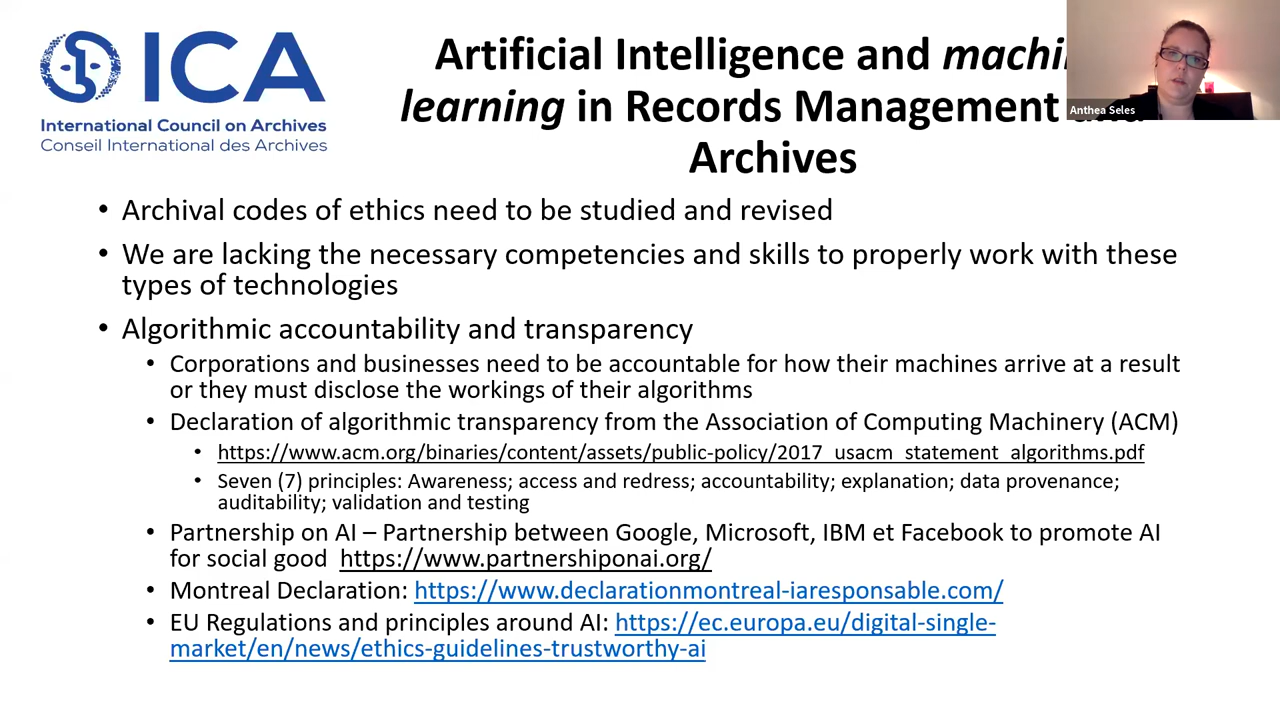 ICA
International Council on Archives
Conseil International des Archives
Artificial Intelligence and
learning in Records Management
Archives
Anthea Seles
• Archival codes of ethics need to be studied and revised
• We are lacking the necessary competencies and skills to properly work with these
types of technologies
• Algorithmic accountability and transparency
• Corporations and businesses need to be accountable for how their machines arrive at a result
or they must disclose the workings of their algorithms
• Declaration of algorithmic transparency from the Association of Computing Machinery (ACM)
• https://www.acm.org/binaries/content/assets/public-policy/2017_usacm_statement_algorithms.pdf
• Seven (7) principles: Awareness; access and redress; accountability; explanation; data provenance;
auditability; validation and testing
• Partnership on AI – Partnership between Google, Microsoft, IBM et Facebook to promote AI
for social good https://www.partnershiponai.org/
• Montreal Declaration: https://www.declarationmontreal-iaresponsable.com/
• EU Regulations and principles around AI: https://ec.europa.eu/digital-single-
market/en/news/ethics-guidelines-trustworthy-ai